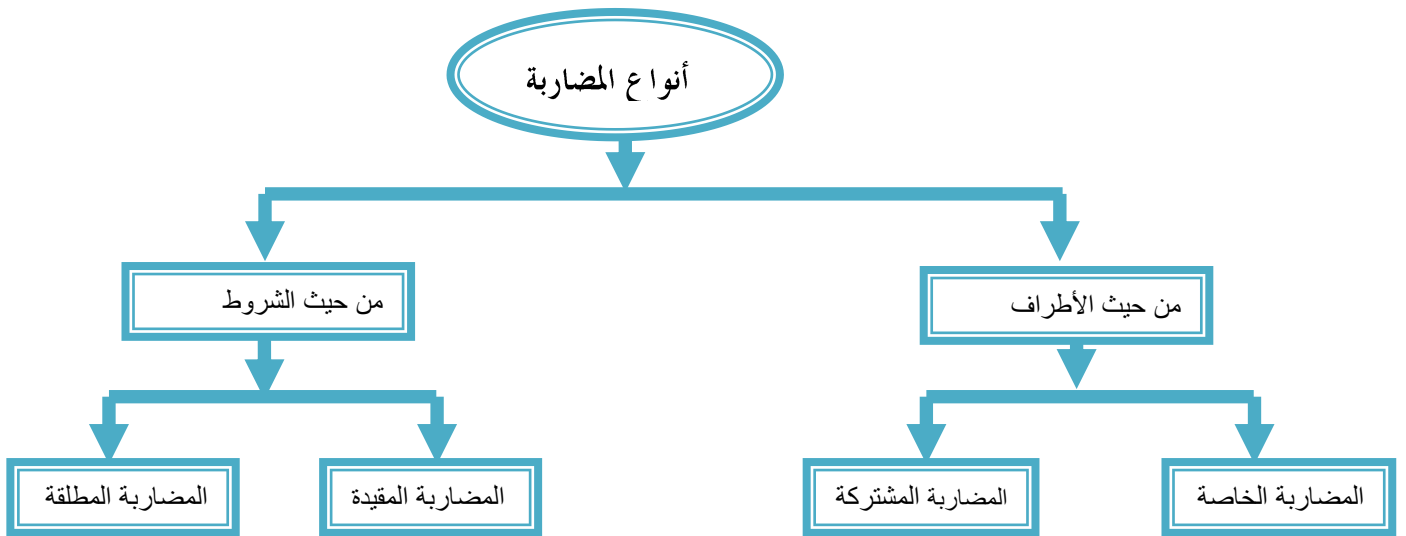 أنواع المضاربة
من حيث الأطراف
من حيث الشروط
المضاربة الخاصة
المضاربة المشتركة
المضاربة المقيدة
المضاربة المطلقة